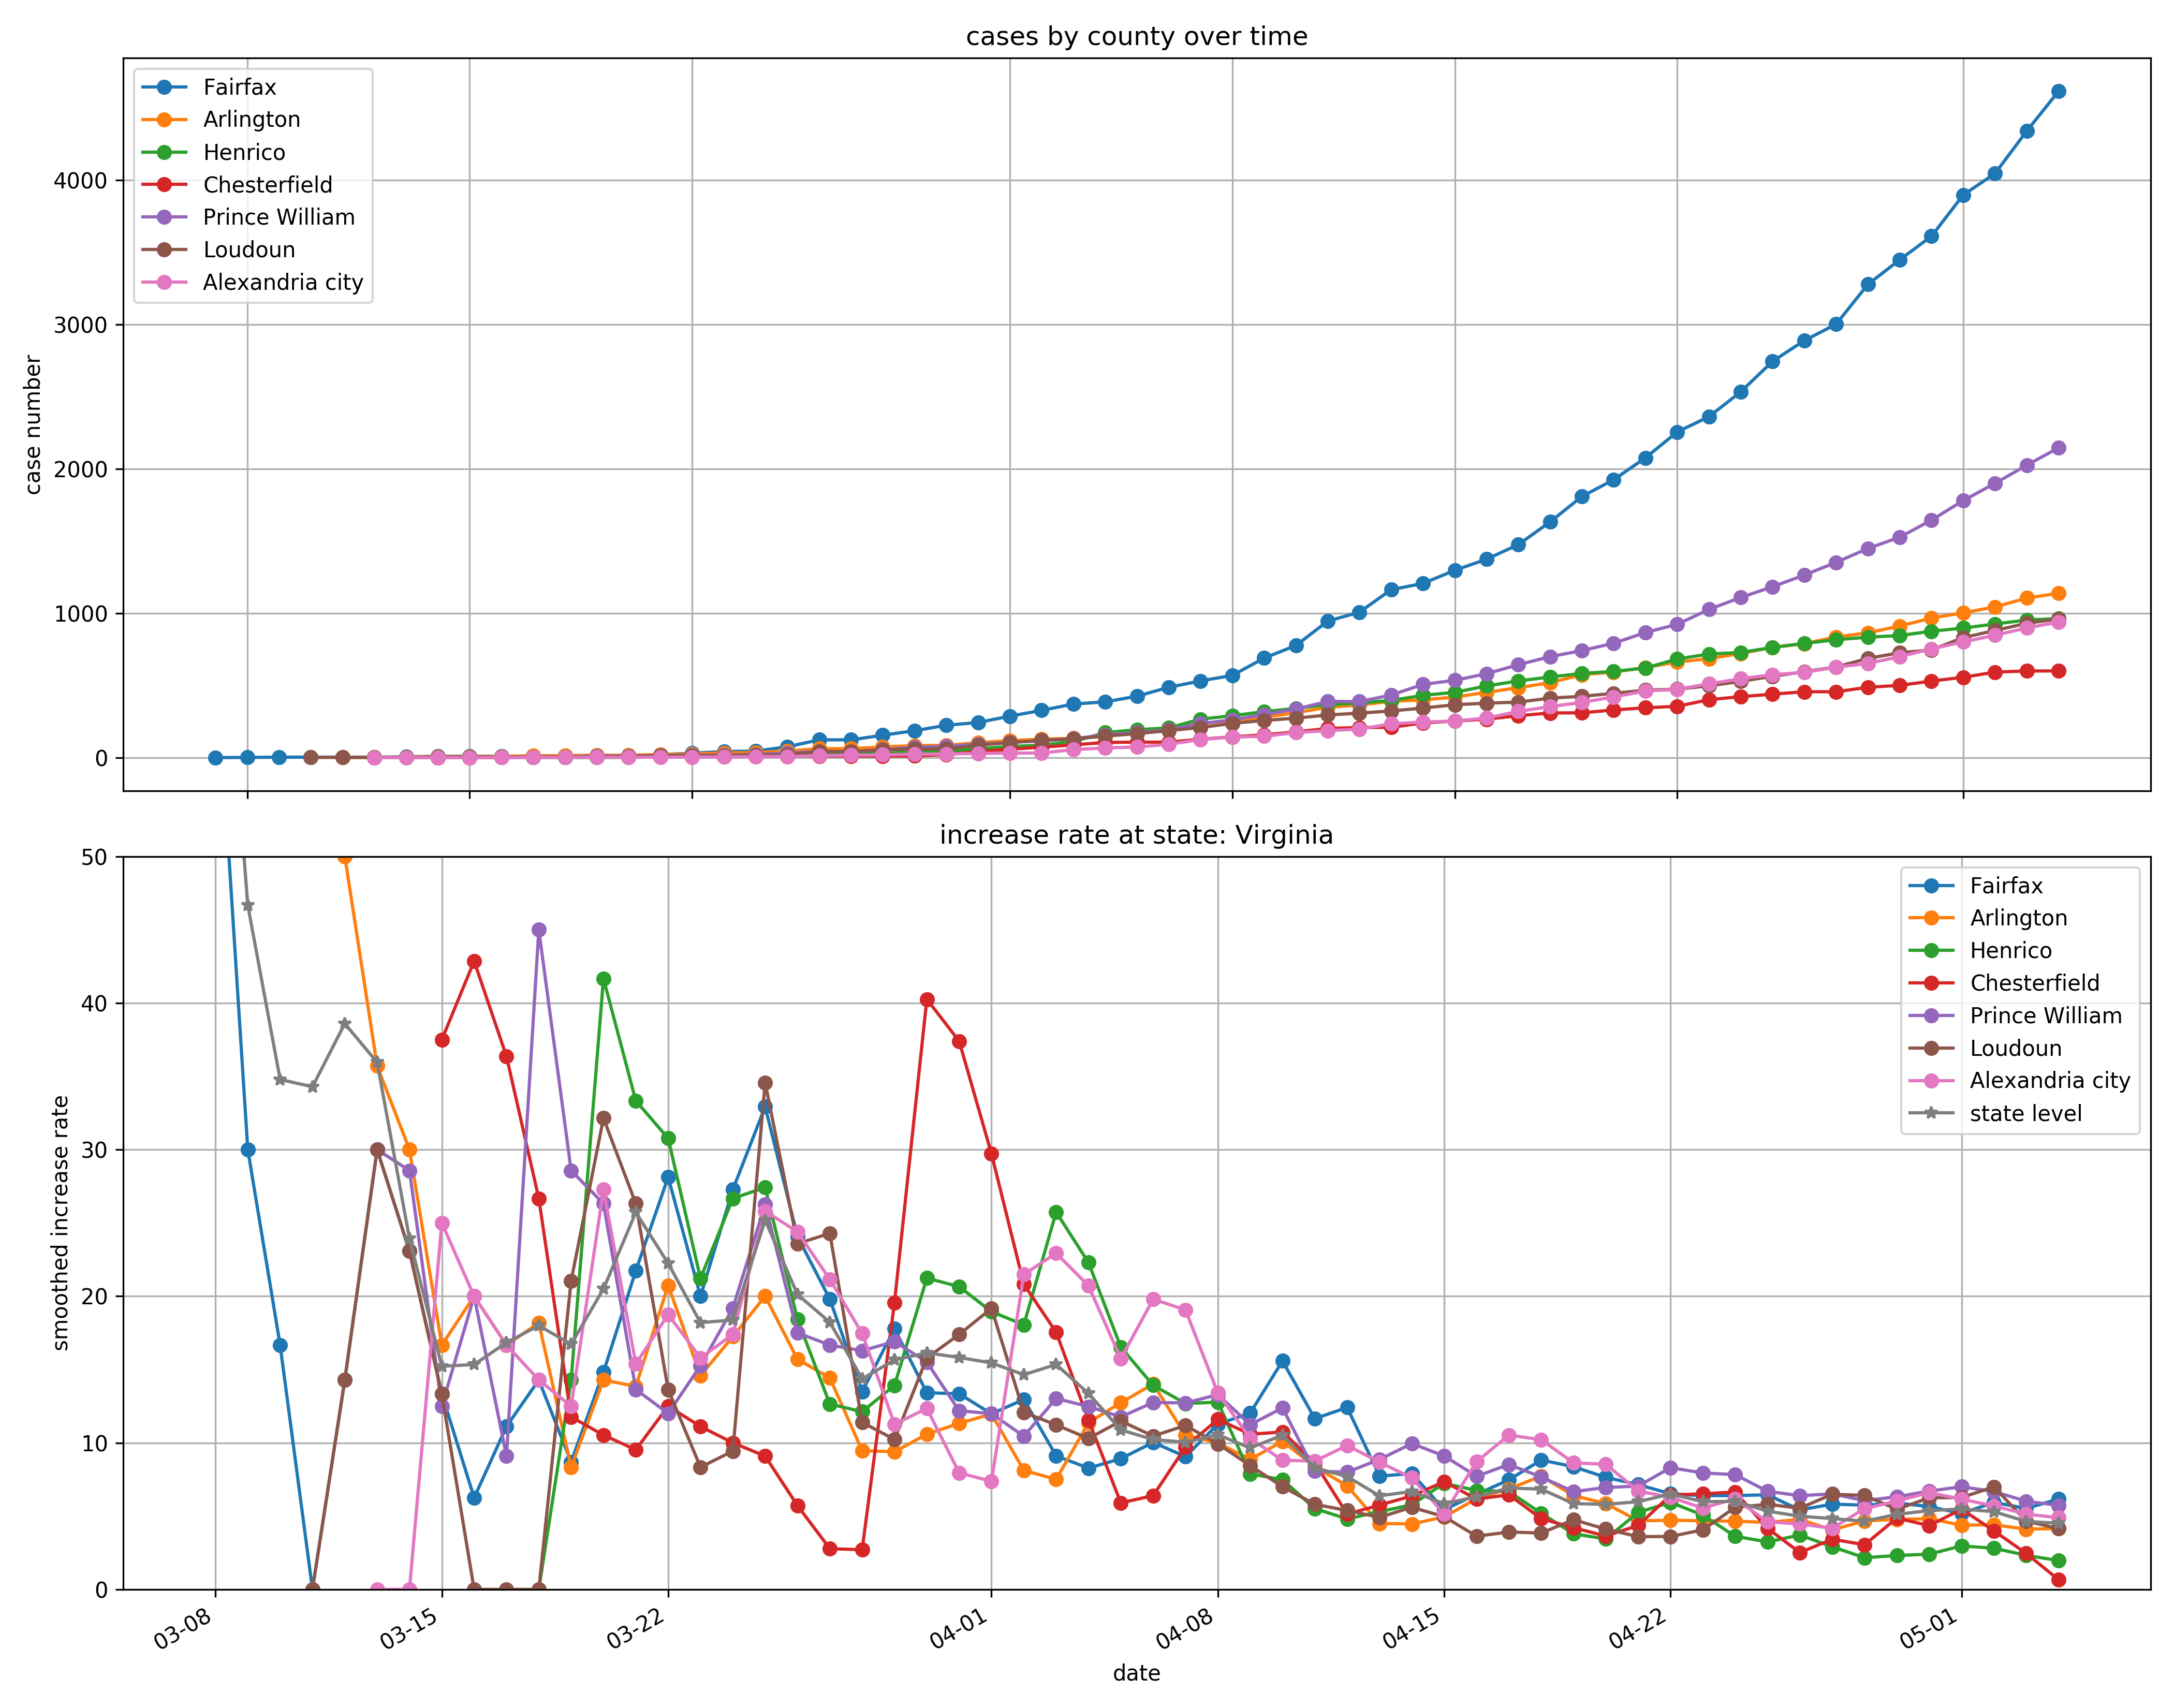 cases by county over time
Fairfax
Arlington
Henrico
Chesterfield
Prince William
Loudoun
Alexandria city
4000
3000
2000
1000
0
case number
increase rate at state: Virginia
50
40
30
20
10
0
smoothed increase rate
Fairfax
Arlington
Henrico
Chesterfield
Prince William
Loudoun
Alexandria city
state level
03-08
03-15
03-22
04-01
04-08
04-15
04-22
05-01
date